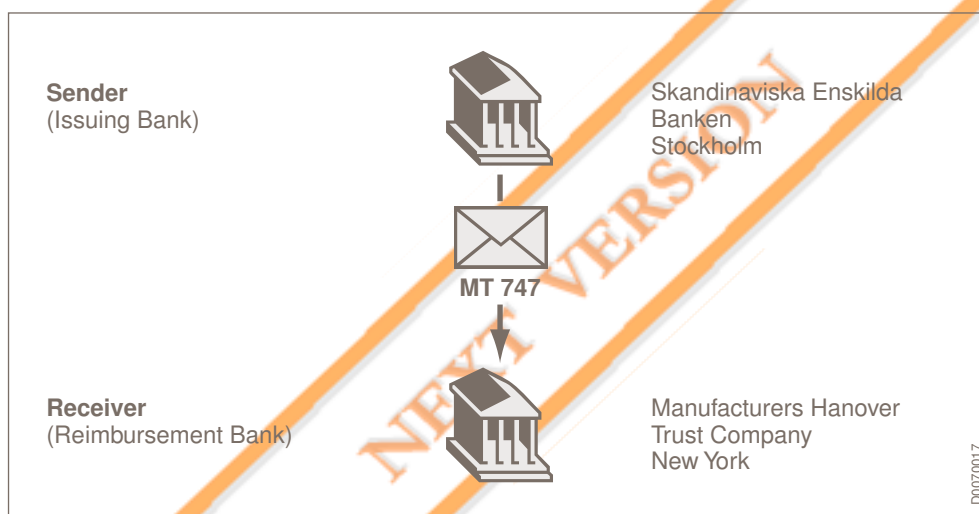 Sender
(Issuing Bank)
Skandinaviska Enskilda
Banken
Stockholm
MT 747
NEXT VERSION
Receiver
(Reimbursement Bank)
Manufacturers Hanover
Trust Company
New York
D0070017